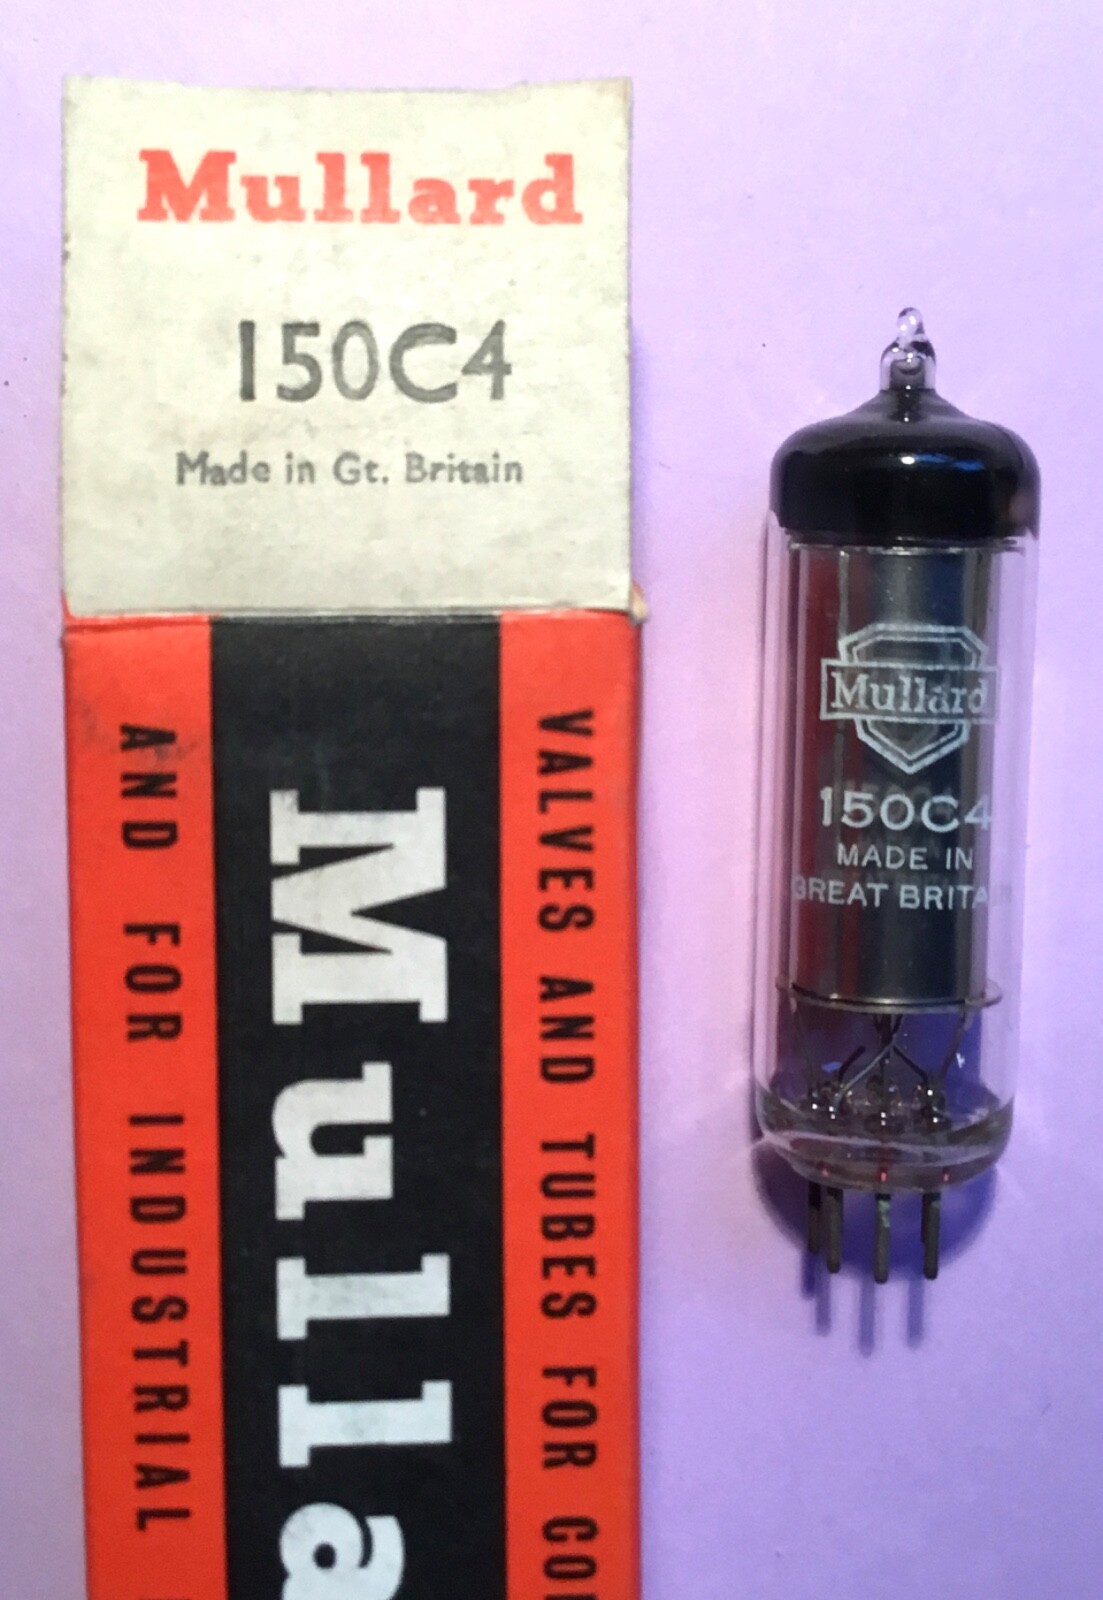 Mullard
150C4
Made in Gt. Britain
VALVES AND TUBES FOR
Mulla
AND FOR INDUSTRIAL
Mullard
150C4
MADE IN
GREAT BRITAIN